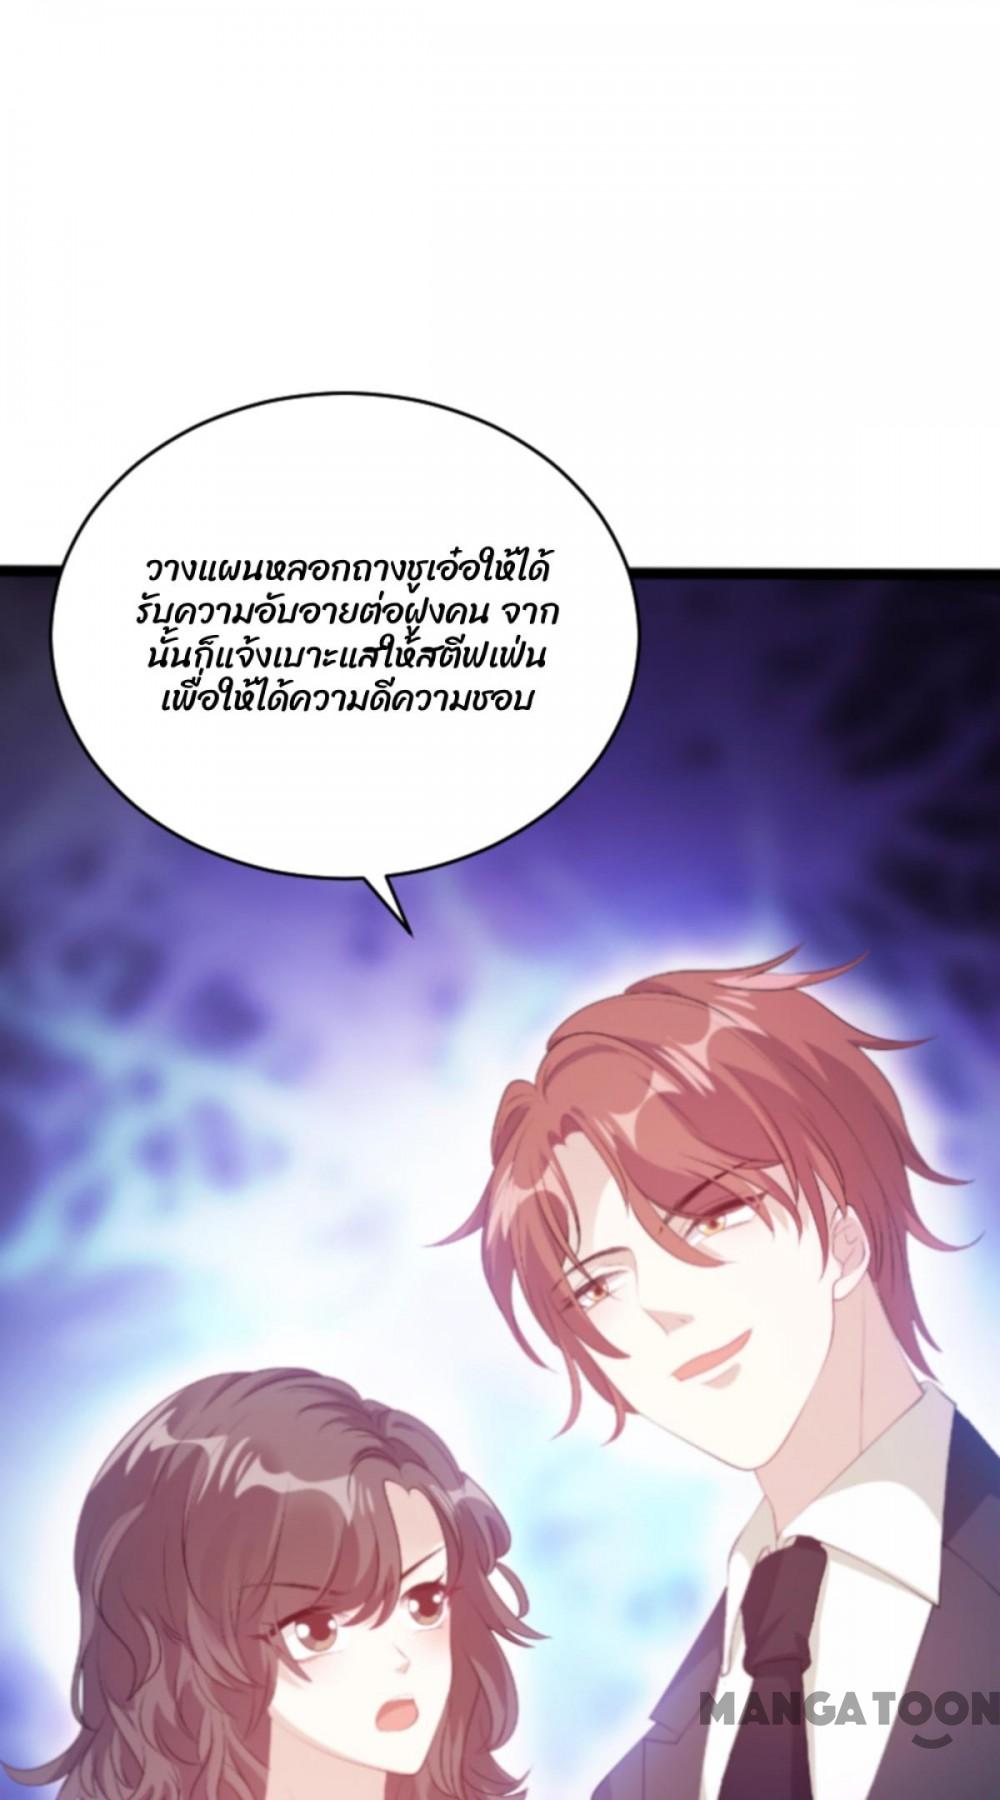 วางแผนหลอกถางชูเอ๋อให้ได้
รับความอับอายต่อฝูงคน จาก
นั้นก็แจ้งเบาะแสให้สตีฟเฟ่น
เพื่อให้ได้ความดีความชอบ
MANGATOON